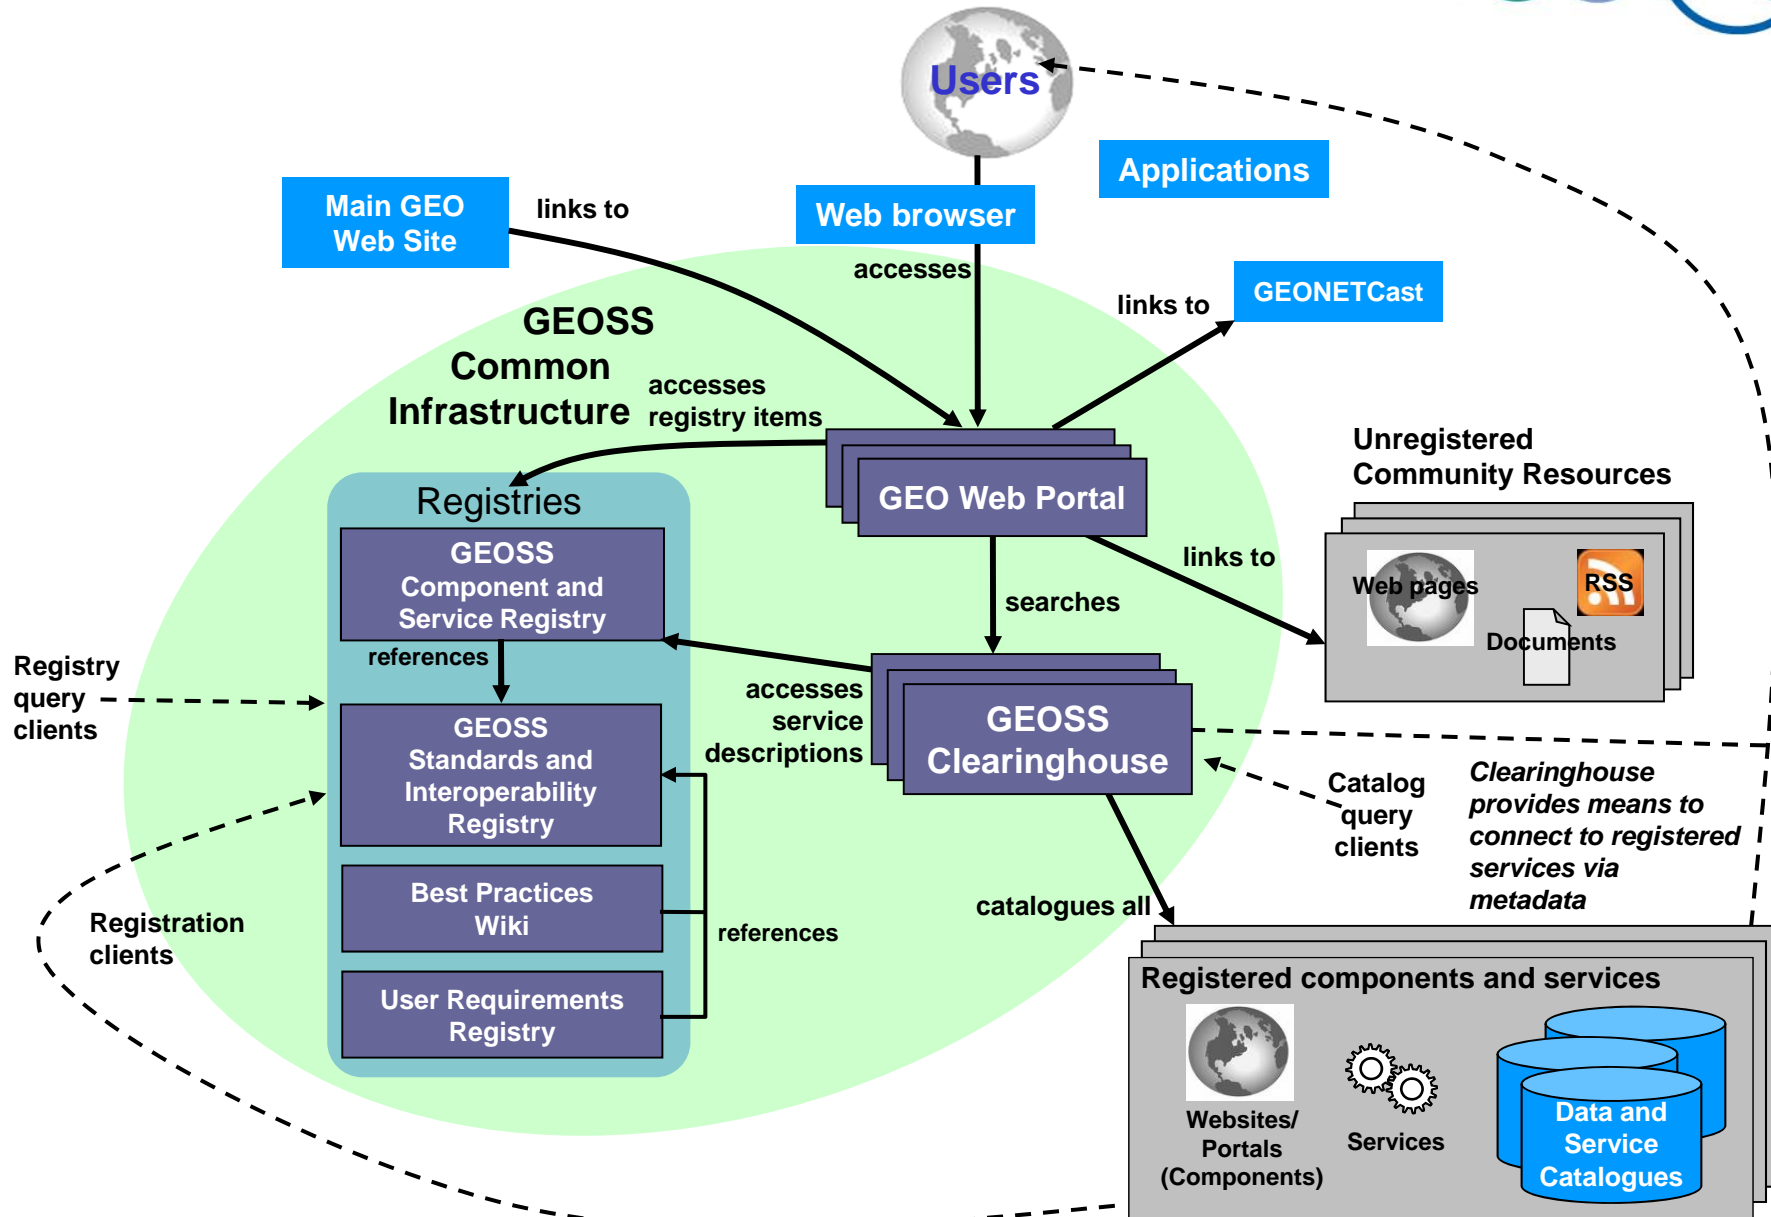 Users
Applications
Main GEO
Web Site
links to
Web browser
accesses
links to
GEONETCast
GEOSS
Common
Infrastructure
accesses
registry items
Unregistered
Community Resources
Registries
GEO Web Portal
GEOSS
Component and
Service Registry
links to
Web pages
RSS
Documents
searches
references
Registry
query
clients
accesses
service
descriptions
GEOSS
Clearinghouse
GEOSS
Standards and
Interoperability
Registry
Catalog
query
clients
Clearinghouse
provides means to
connect to registered
services via
metadata
Best Practices
Wiki
references
catalogues all
Registration
clients
User Requirements
Registry
Registered components and services
Websites/
Portals
(Components)
Services
Data and
Service
Catalogues